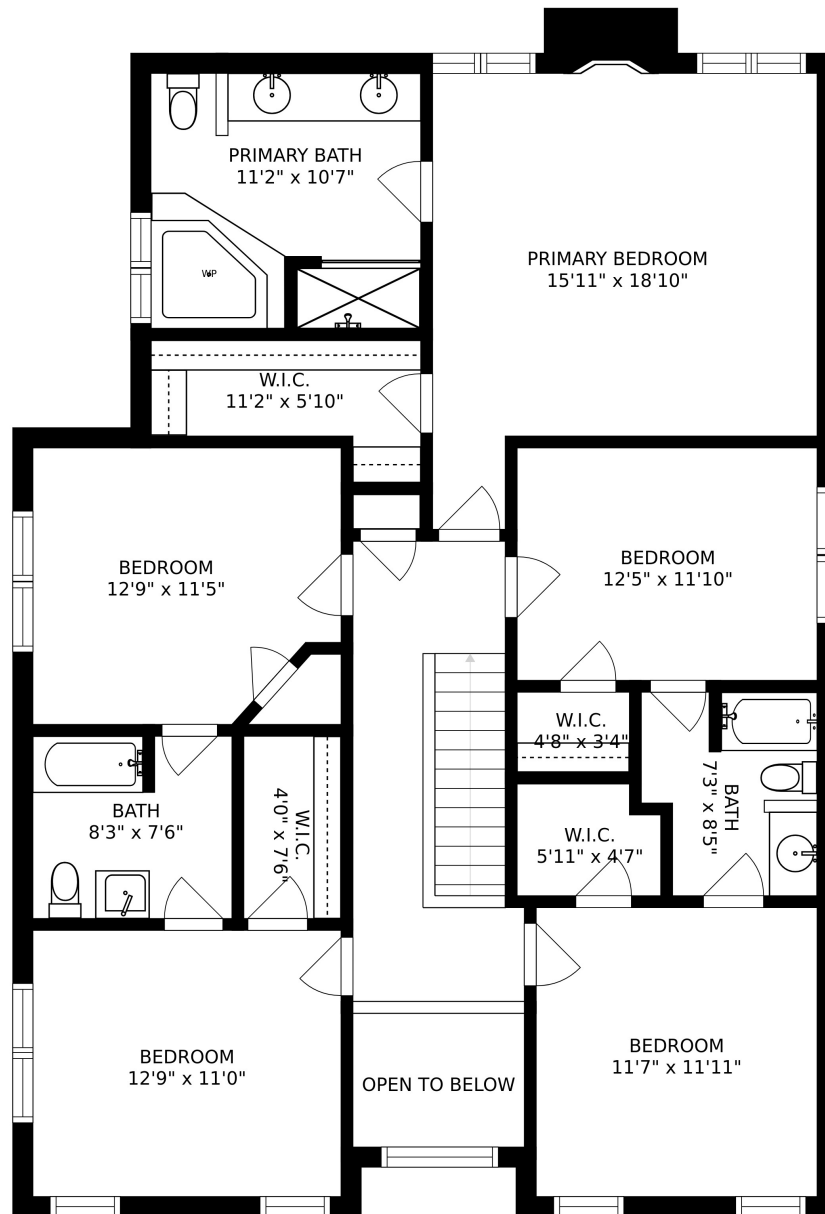 PRIMARY BATH
11'2" x 10'7"
PRIMARY BEDROOM
15'11" x 18'10"
WP
W.I.C.
11'2" x 5'10"
BEDROOM
12'9" x 11'5"
BEDROOM
12'5" x 11'10"
W.I.C.
4'8" x 3'4"
BATH
7'3" x 8'5"
BATH
8'3" x 7'6"
W.I.C.
4'0" x 7'6"
W.I.C.
5'11" x 4'7"
BEDROOM
12'9" x 11'0"
OPEN TO BELOW
BEDROOM
11'7" x 11'11"